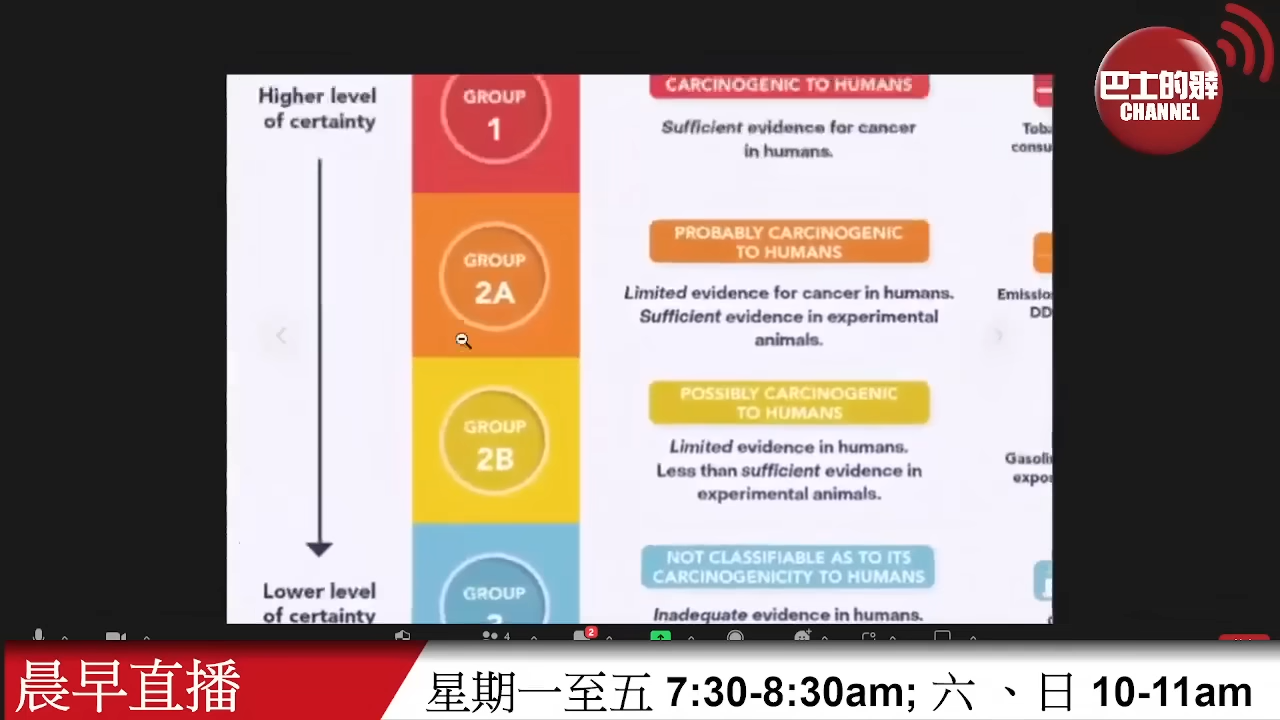 巴士的報
CHANNEL
Higher level
of certainty
GROUP
1
CARCINOGENIC TO HUMANS
Sufficient evidence for cancer
in humans.
GROUP
2A
PROBABLY CARCINOGENIC
TO HUMANS
Limited evidence for cancer in humans.
Sufficient evidence in experimental
animals.
GROUP
2B
POSSIBLY CARCINOGENIC
TO HUMANS
Limited evidence in humans.
Less than sufficient evidence in
experimental animals.
Lower level
of certainty
GROUP
NOT CLASSIFIABLE AS TO ITS
CARCINOGENICITY TO HUMANS
Inadequate evidence in humans.
4
2
晨早直播
星期一至五 7:30-8:30am; 六、日 10-11am